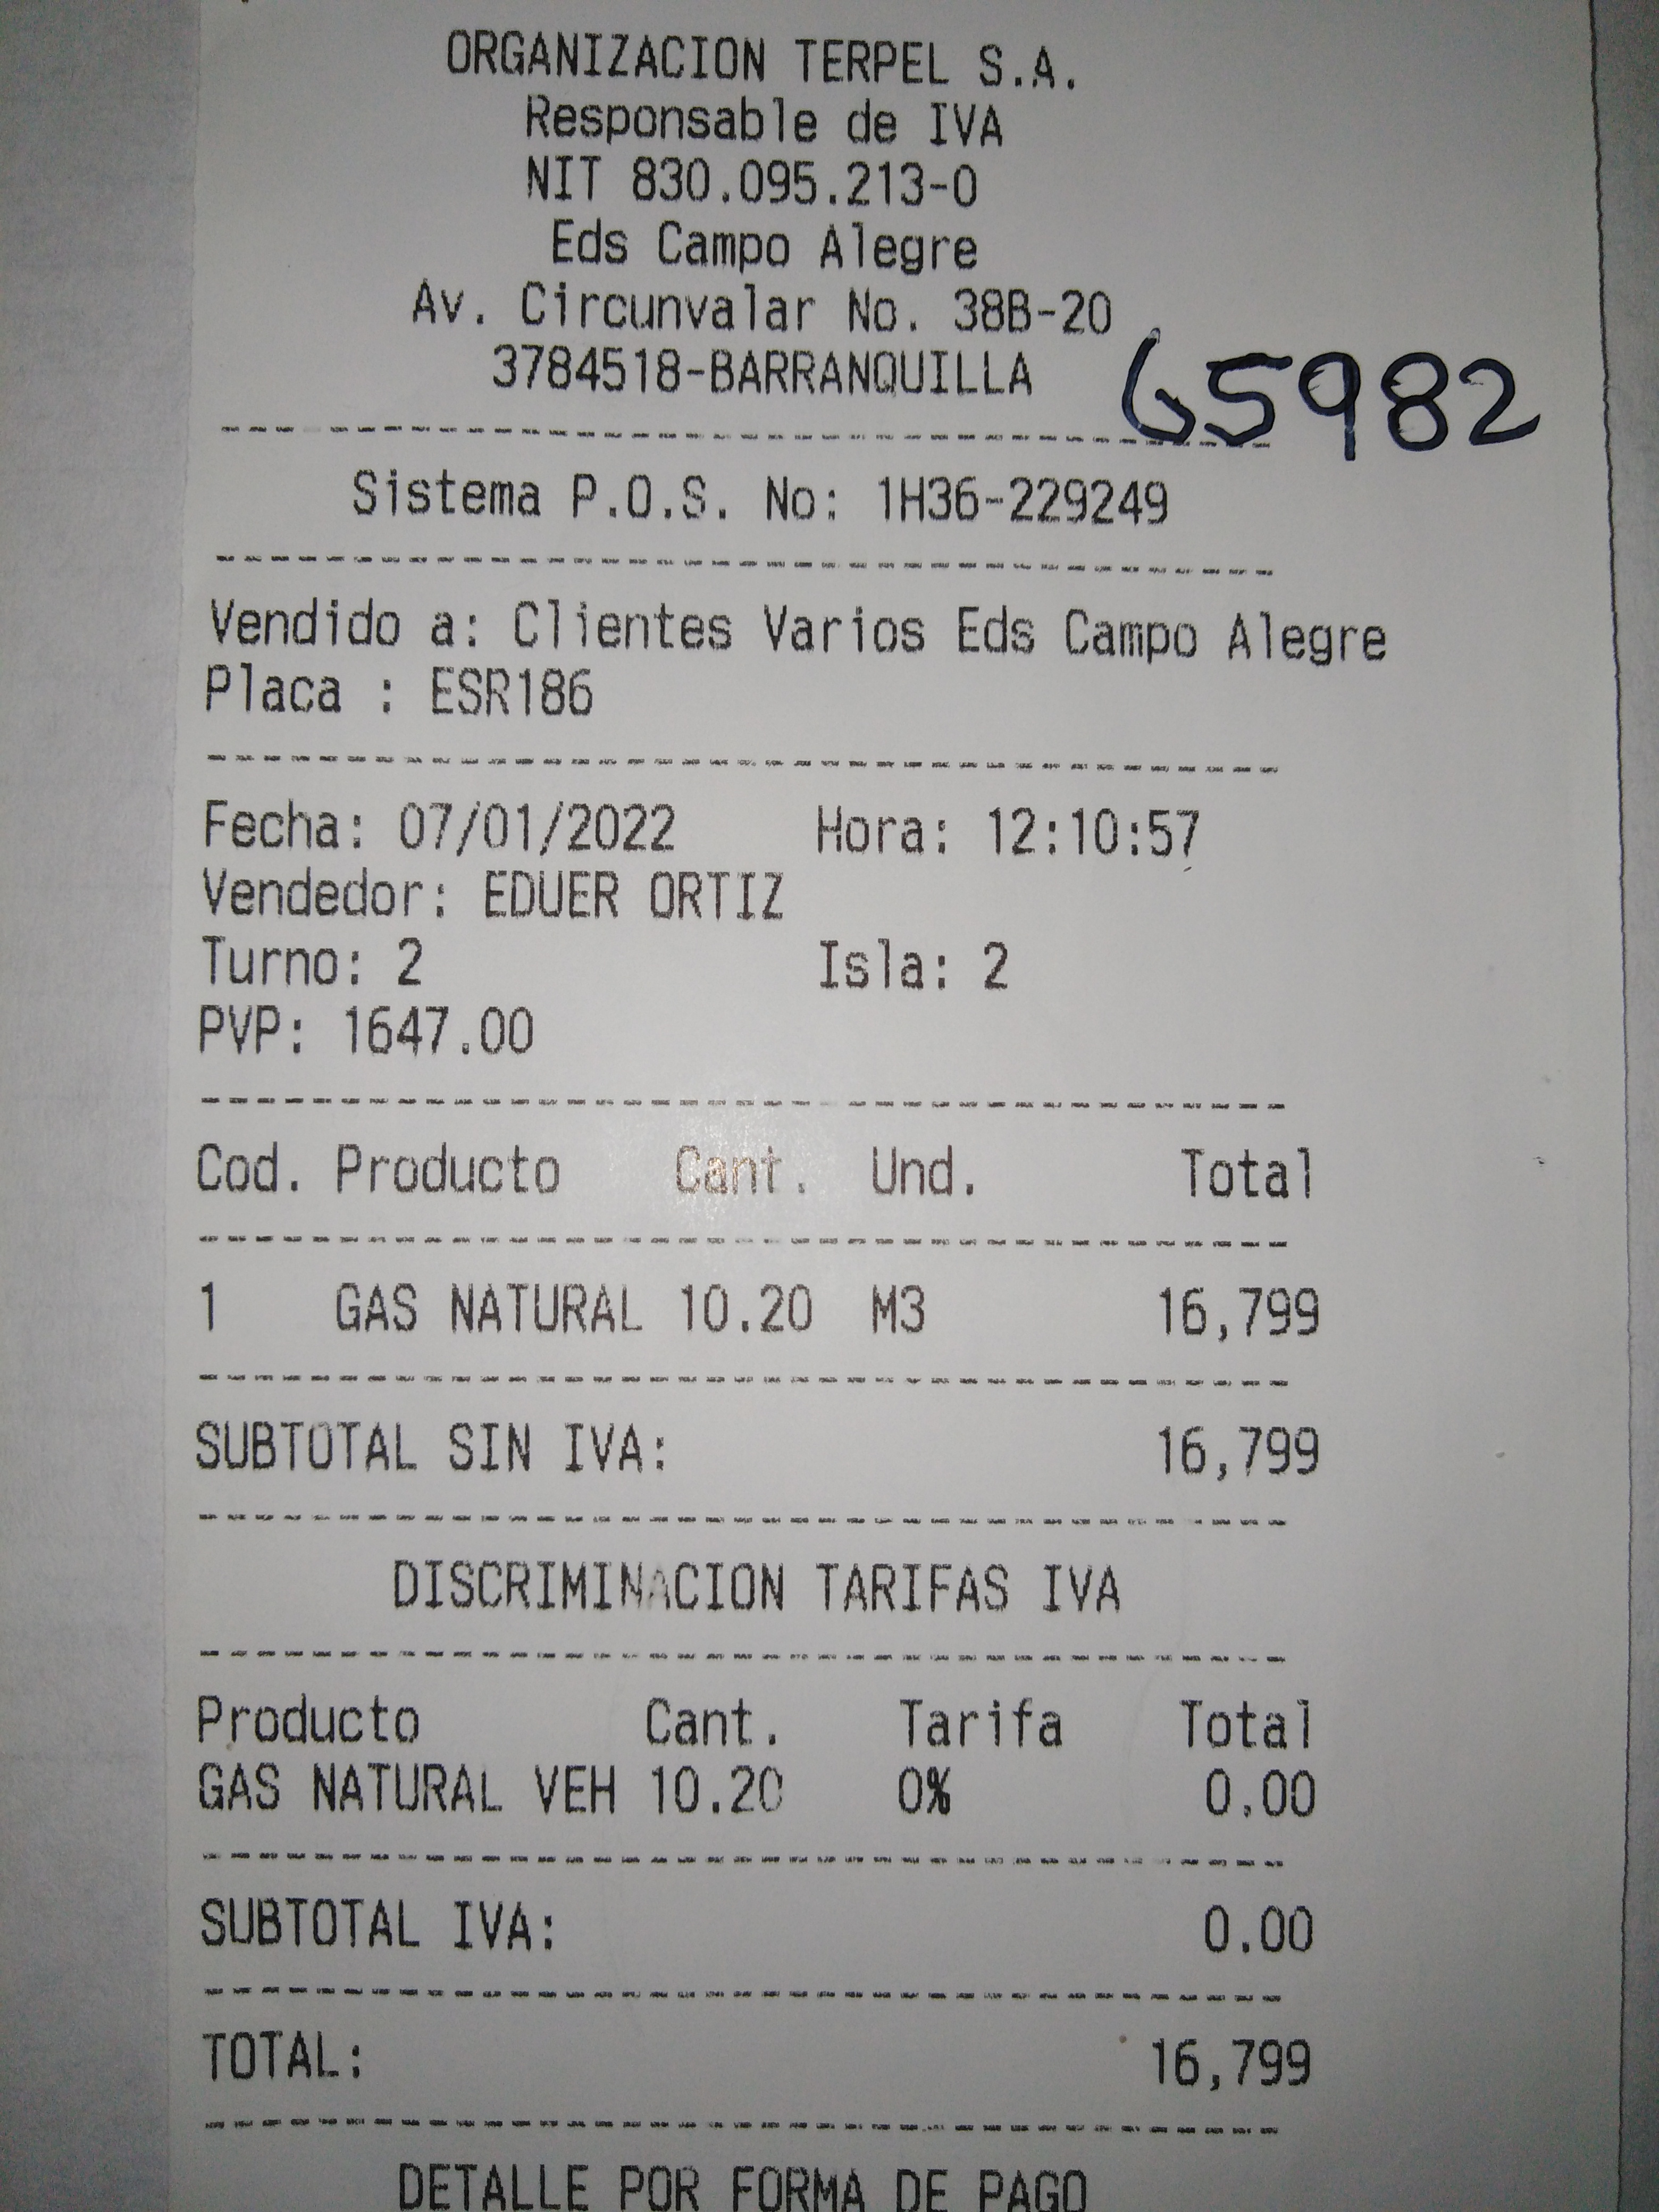 ORGANIZACION TERPEL S.A.
Responsable de IVA
NIT 830.095.213-0
Eds Campo Alegre
Av. Circunvalar No. 38B-20
3784518-BARRANQUILLA
65982
Sistema P.O.S. No: 1H36-229249
Vendido a: Clientes Varios Eds Campo Alegre
Placa : ESR186
Fecha: 07/01/2022 Hora: 12:10:57
Vendedor: EDUER ORTIZ
Turno: 2 Isla: 2
PVP: 1647.00
Cod. Producto Cant. Und. Total
1 GAS NATURAL 10.20 M3 16,799
SUBTOTAL SIN IVA: 16,799
DISCRIMINACION TARIFAS IVA
Producto Cant. Tarifa Total
GAS NATURAL VEH 10.20 0% 0.00
SUBTOTAL IVA: 0.00
TOTAL: 16,799
DETALLE POR FORMA DE PAGO